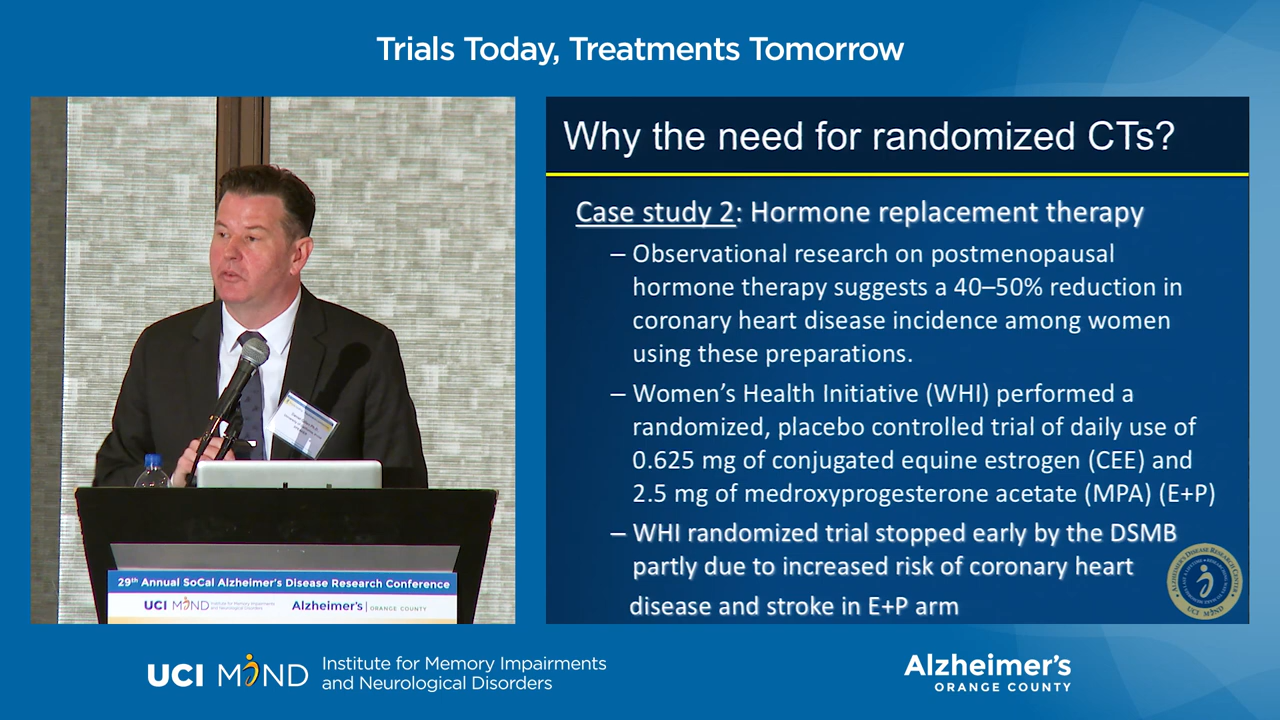 Trials Today, Treatments Tomorrow
Why the need for randomized CTs?
Case study 2: Hormone replacement therapy
– Observational research on postmenopausal
hormone therapy suggests a 40–50% reduction in
coronary heart disease incidence among women
using these preparations.
– Women’s Health Initiative (WHI) performed a
randomized, placebo controlled trial of daily use of
0.625 mg of conjugated equine estrogen (CEE) and
2.5 mg of medroxyprogesterone acetate (MPA) (E+P)
– WHI randomized trial stopped early by the DSMB
partly due to increased risk of coronary heart
disease and stroke in E+P arm
ALZHEIMER'S DISEASE RESEARCH CENTER
UCI MIND
29th Annual SoCal Alzheimer's Disease Research Conference
UCI MIND Institute for Memory Impairments
and Neurological Disorders
Alzheimer's | ORANGE COUNTY
UCI MIND
Institute for Memory Impairments
and Neurological Disorders
Alzheimer's
ORANGE COUNTY